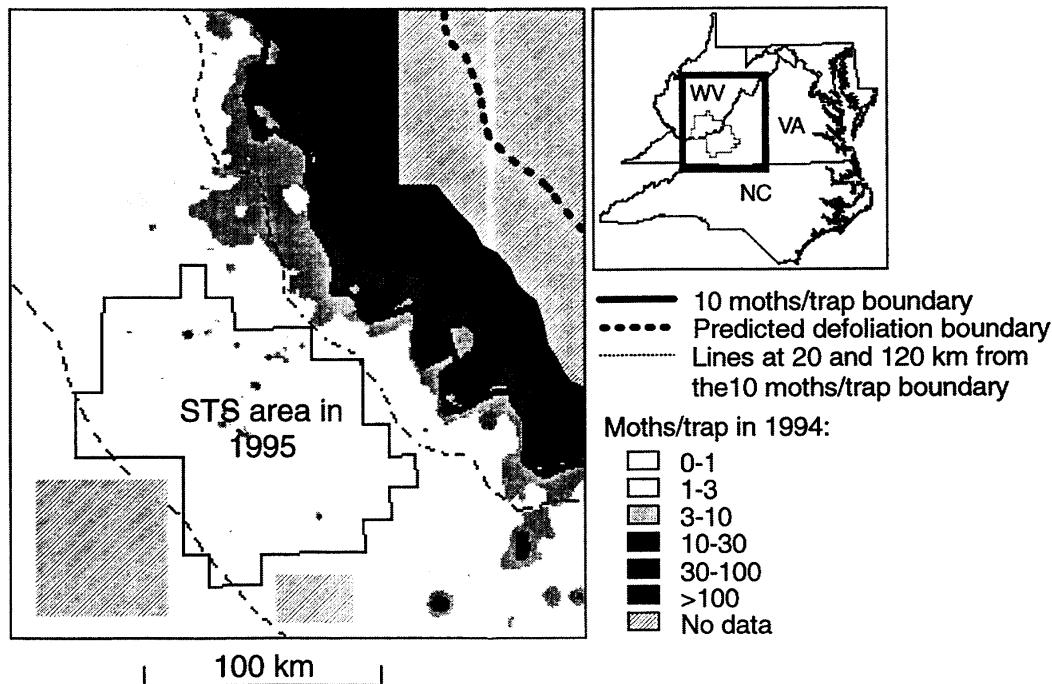 WV
VA
NC
STS area in
1995
10 moths/trap boundary
Predicted defoliation boundary
Lines at 20 and 120 km from
the10 moths/trap boundary
Moths/trap in 1994:
0-1
1-3
3-10
10-30
30-100
>100
No data
100 km